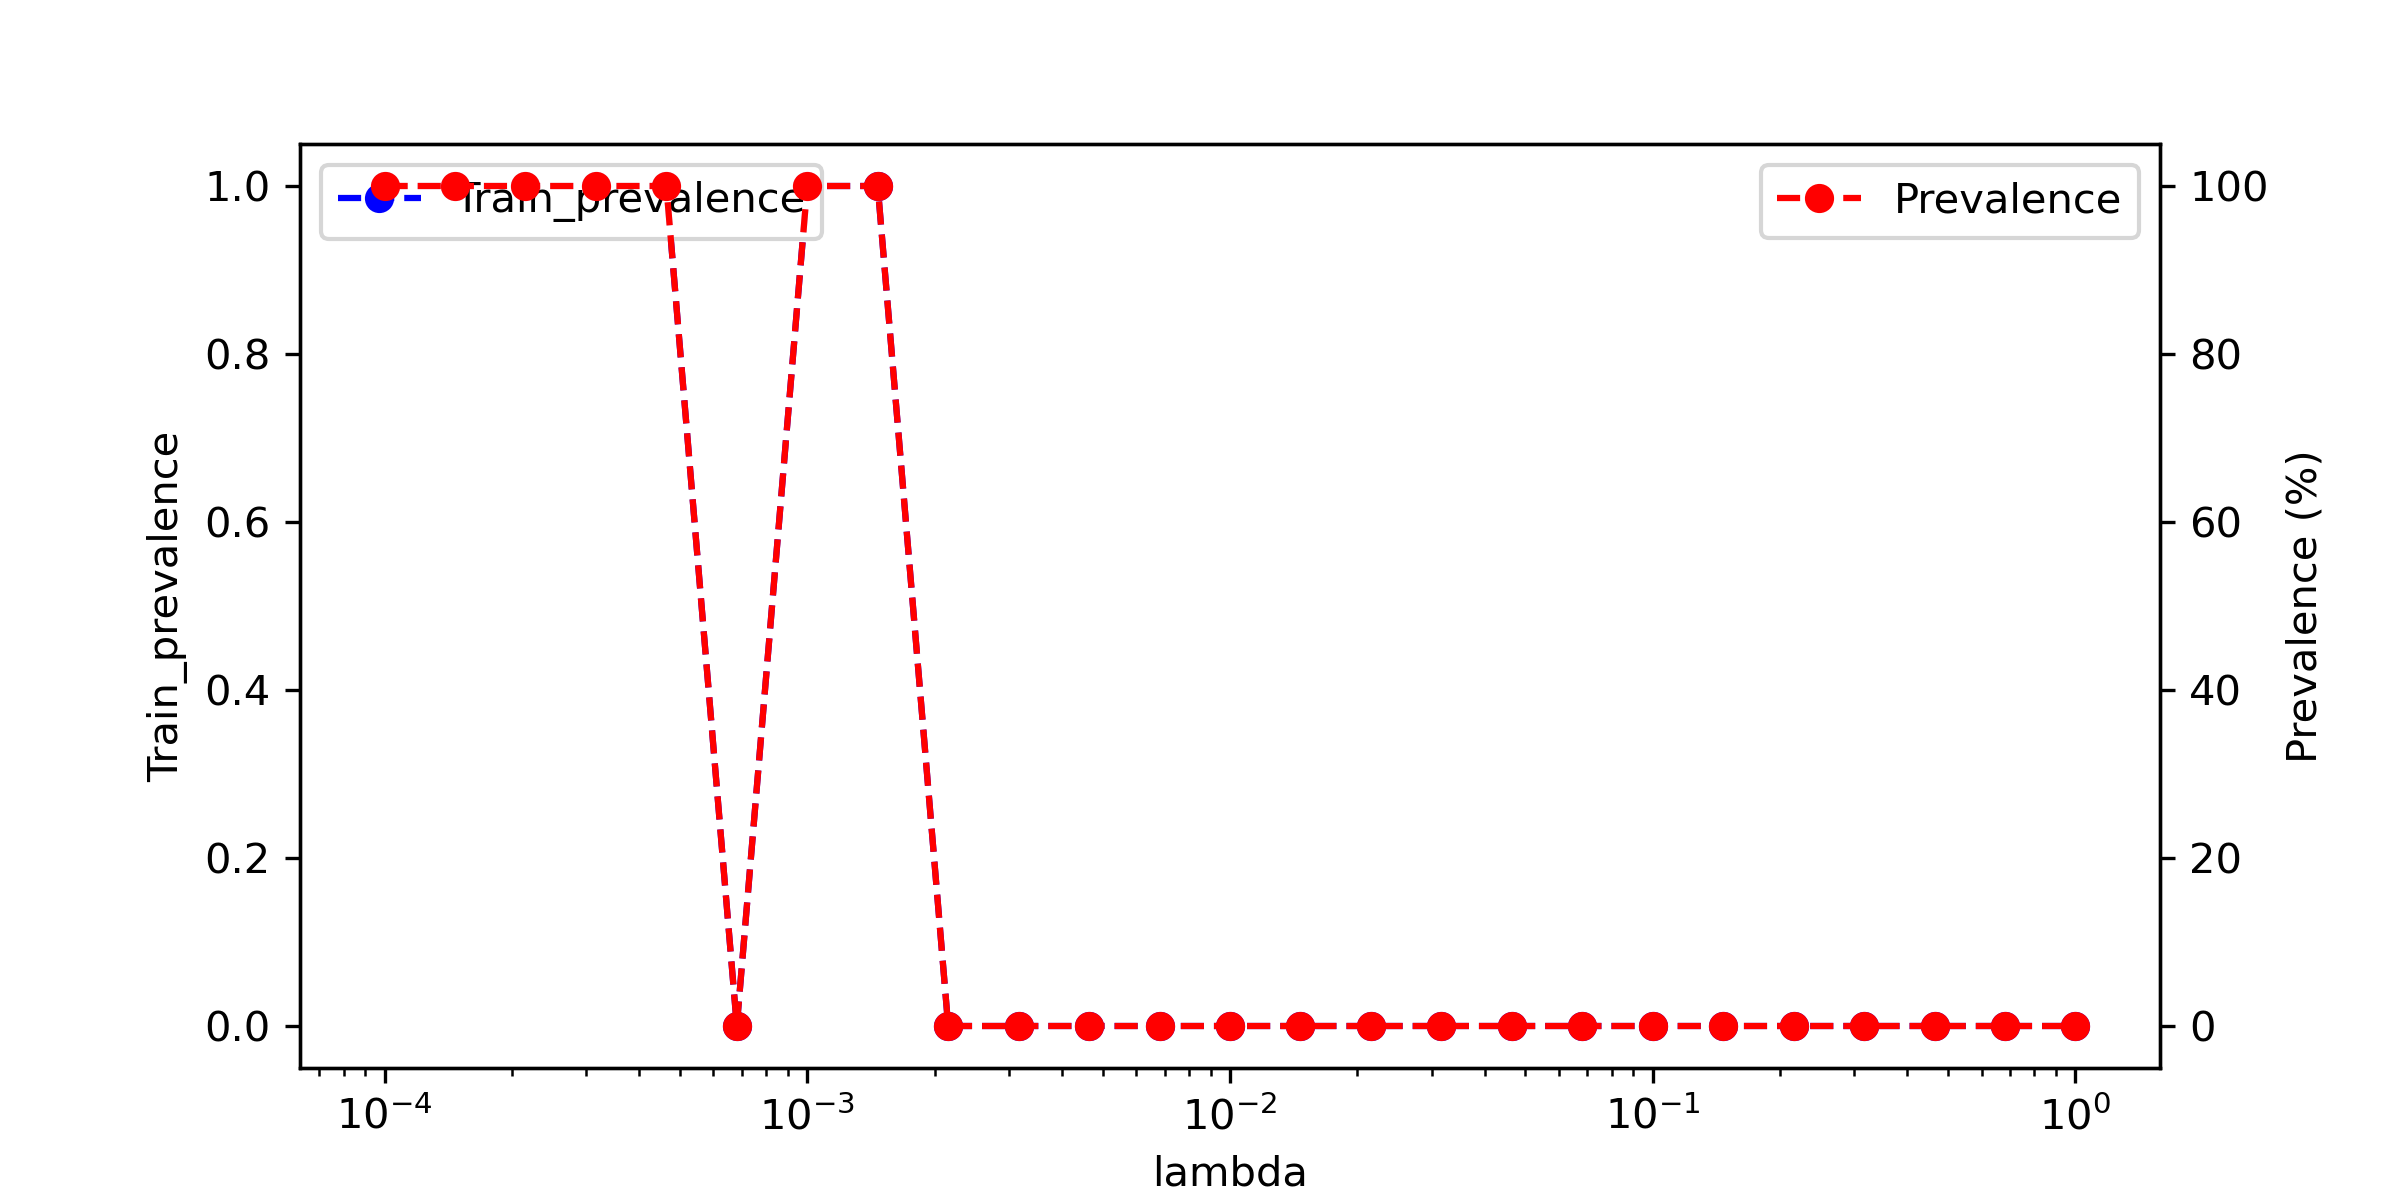 Train_prevalence
Prevalence
1.0
0.8
0.6
0.4
0.2
0.0
Train_prevalence
100
80
60
40
20
0
Prevalence (%)
10⁻⁴ 10⁻³ 10⁻² 10⁻¹ 10⁰
lambda